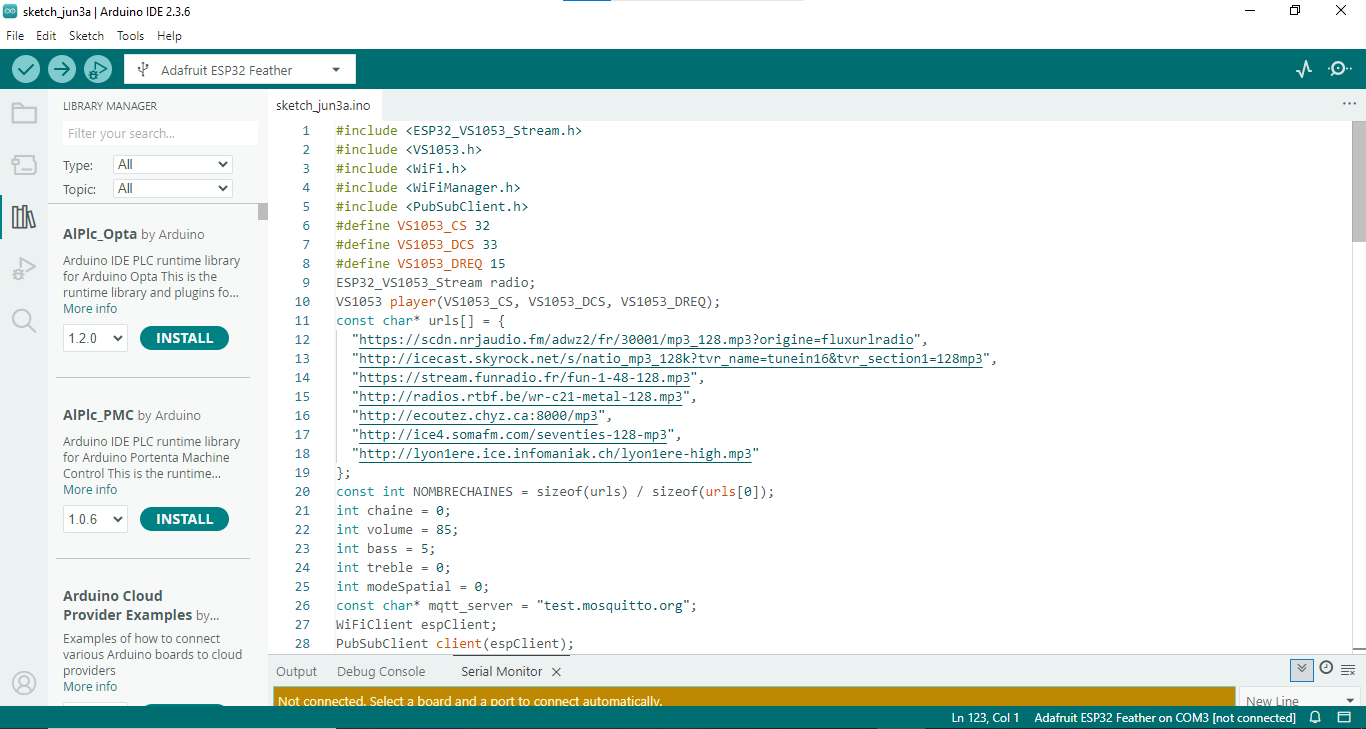 sketch_jun3a | Arduino IDE 2.3.6
File Edit Sketch Tools Help
Adafruit ESP32 Feather
LIBRARY MANAGER
Filter your search...
Type: All
Topic: All
AlPlc_Opta by Arduino
Arduino IDE PLC runtime library
for Arduino Opta This is the
runtime library and plugins fo...
More info
1.2.0 INSTALL
AlPlc_PMC by Arduino
Arduino IDE PLC runtime library
for Arduino Portenta Machine
Control This is the runtime...
More info
1.0.6 INSTALL
Arduino Cloud
Provider Examples by...
Examples of how to connect
various Arduino boards to cloud
providers
More info
sketch_jun3a.ino
1 #include <ESP32_VS1053_Stream.h>
2 #include <VS1053.h>
3 #include <WiFi.h>
4 #include <WiFiManager.h>
5 #include <PubSubClient.h>
6 #define VS1053_CS 32
7 #define VS1053_DCS 33
8 #define VS1053_DREQ 15
9 ESP32_VS1053_Stream radio;
10 VS1053 player(VS1053_CS, VS1053_DCS, VS1053_DREQ);
11 const char* urls[] = {
12 "https://scdn.nrjaudio.fm/adwz2/fr/30001/mp3_128.mp3?origine=fluxurlradio",
13 "http://icecast.skyrock.net/s/natio_mp3_128k?tvr_name=tunein16&tvr_section1=128mp3",
14 "https://stream.funradio.fr/fun-1-48-128.mp3",
15 "http://radios.rtbf.be/wr-c21-metal-128.mp3",
16 "http://ecoutez.chyz.ca:8000/mp3",
17 "http://ice4.somafm.com/seventies-128-mp3",
18 "http://lyon1ere.ice.infomaniak.ch/lyon1ere-high.mp3"
19 };
20 const int NOMBRECHAINES = sizeof(urls) / sizeof(urls[0]);
21 int chaine = 0;
22 int volume = 85;
23 int bass = 5;
24 int treble = 0;
25 int modeSpatial = 0;
26 const char* mqtt_server = "test.mosquitto.org";
27 WiFiClient espClient;
28 PubSubClient client(espClient);
Output Debug Console Serial Monitor
Not connected. Select a board and a port to connect automatically.
New Line
Ln 123, Col 1 Adafruit ESP32 Feather on COM3 [not connected]